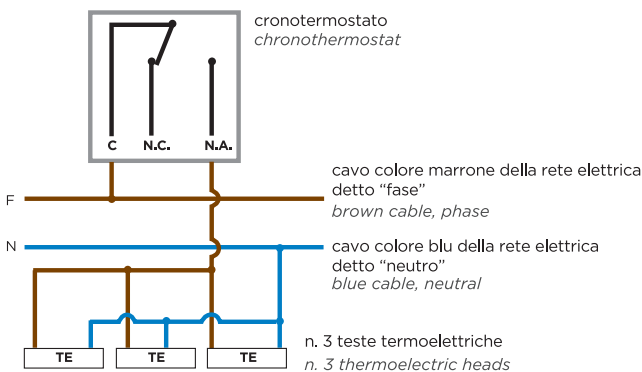 cronotermostato
chronothermostat
C N.C. N.A.
cavo colore marrone della rete elettrica
detto “fase”
brown cable, phase
F
N
cavo colore blu della rete elettrica
detto “neutro”
blue cable, neutral
n. 3 teste termoelettriche
n. 3 thermoelectric heads
TE TE TE